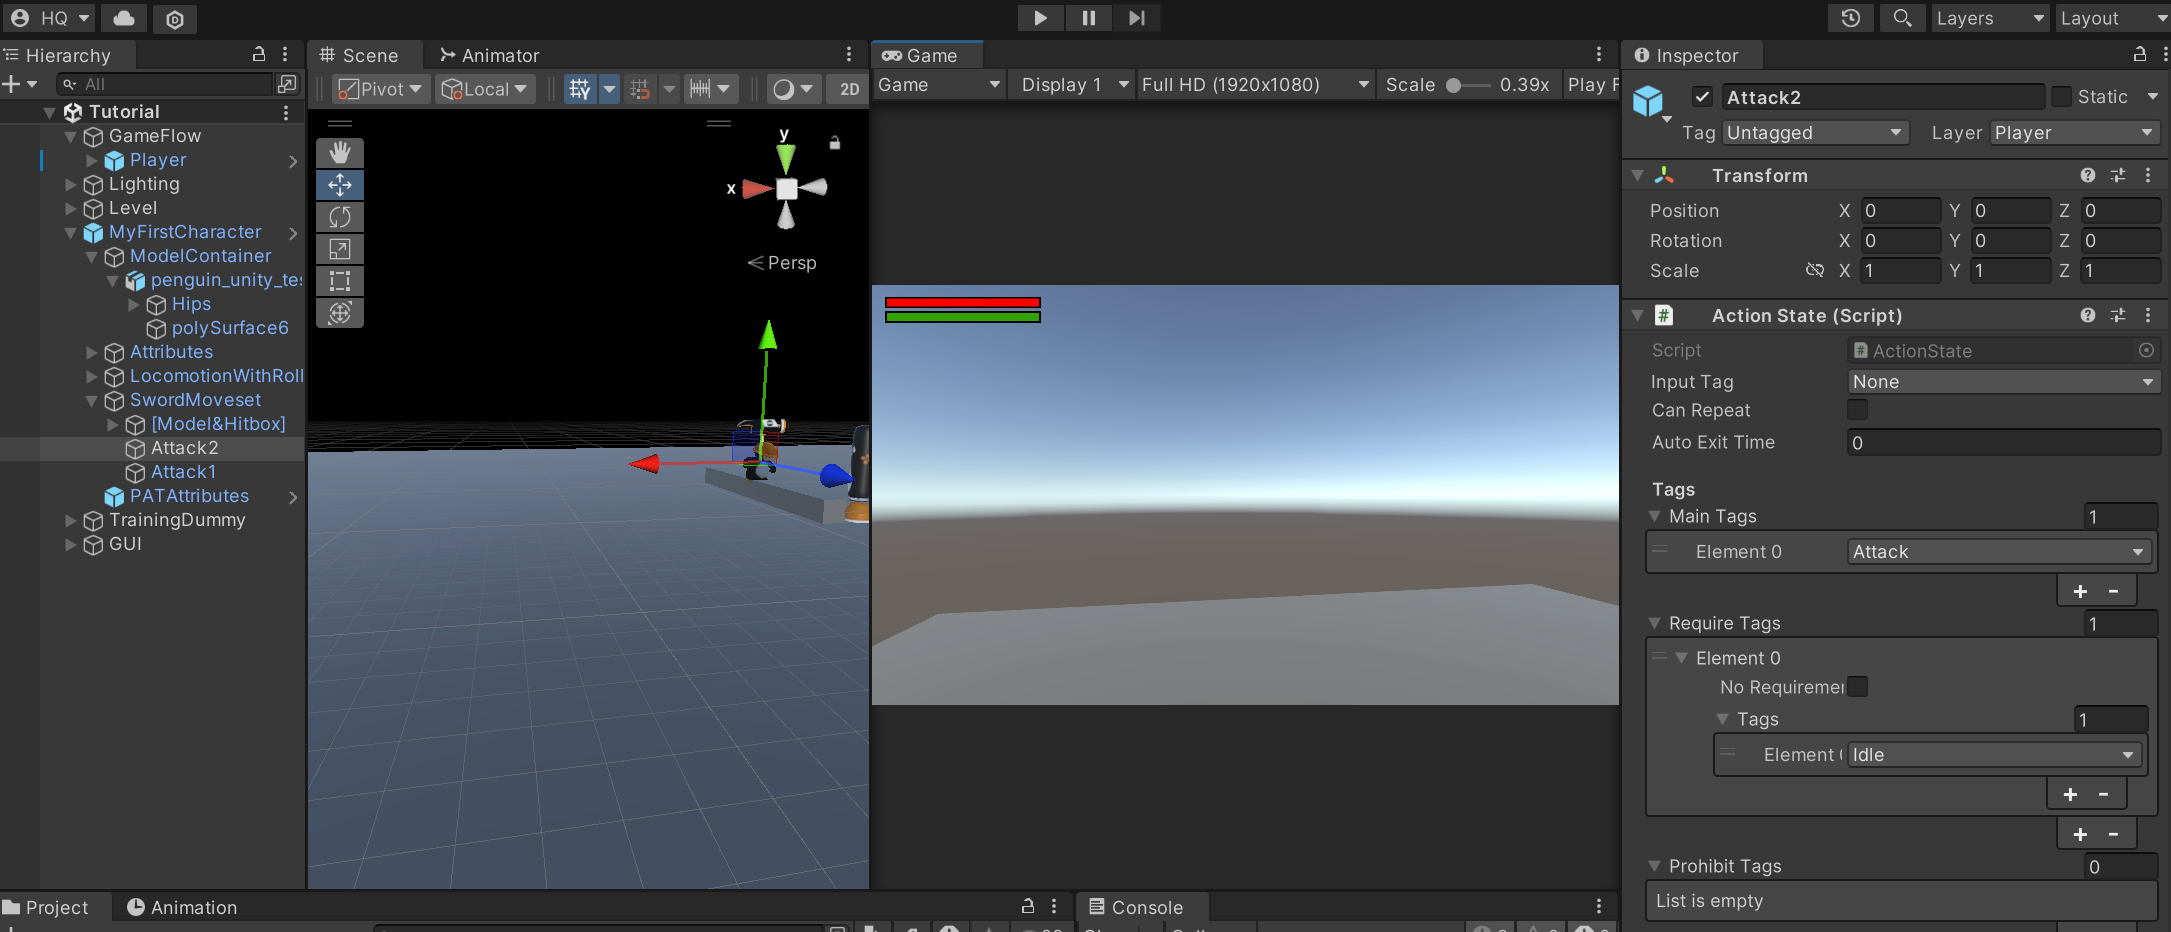 HQ
Layers
Layout
Hierarchy
All
Tutorial
GameFlow
Player
Lighting
Level
MyFirstCharacter
ModelContainer
penguin_unity_te
Hips
polySurface6
Attributes
LocomotionWithRoll
SwordMoveset
[Model&Hitbox]
Attack2
Attack1
PATAttributes
TrainingDummy
GUI
Scene
Animator
Pivot
Local
2D
y
x
Persp
Game
Game
Display 1
Full HD (1920x1080)
Scale
0.39x
Play F
Inspector
Attack2
Static
Tag
Untagged
Layer
Player
Transform
Position X 0 Y 0 Z 0
Rotation X 0 Y 0 Z 0
Scale X 1 Y 1 Z 1
# Action State (Script)
Script
# ActionState
Input Tag
None
Can Repeat
Auto Exit Time
0
Tags
Main Tags
1
Element 0
Attack
+ -
Require Tags
1
Element 0
No Requiremen
Tags
1
Element 0
Idle
+ -
+ -
Prohibit Tags
0
List is empty
Project
Animation
Console